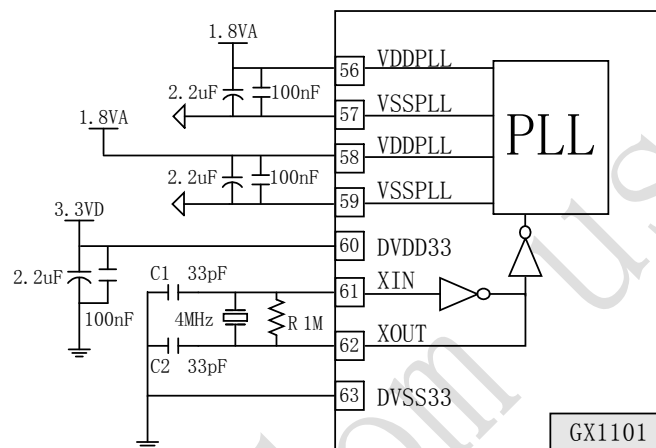 1.8VA
56 VDDPLL
2.2uF 100nF
57 VSSPLL
PLL
1.8VA
58 VDDPLL
2.2uF 100nF
59 VSSPLL
3.3VD
60 DVDD33
2.2uF
100nF
C1 33pF
61 XIN
4MHz
R 1M
62 XOUT
C2 33pF
63 DVSS33
GX1101